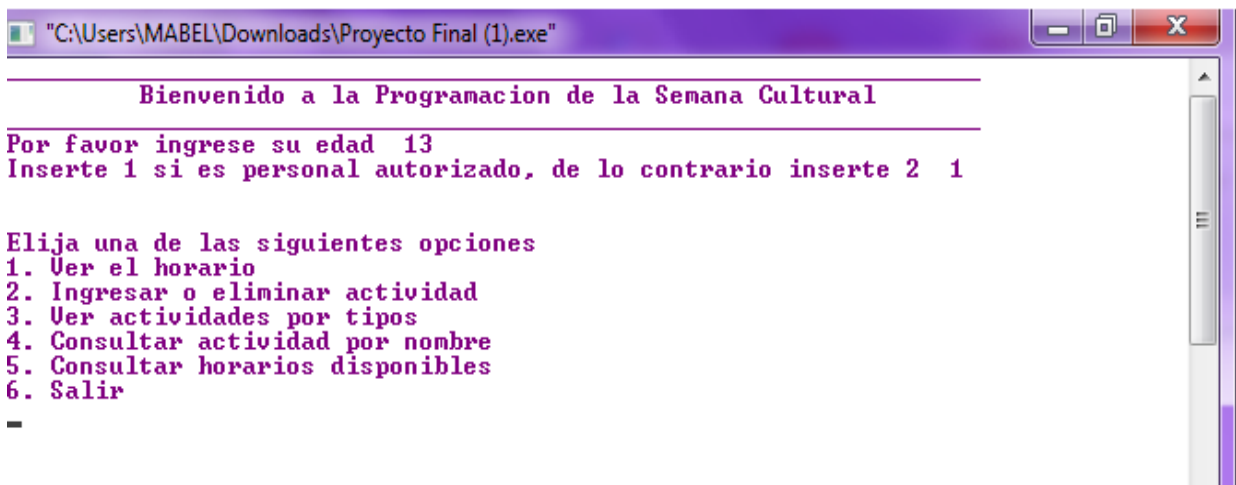 "C:\Users\MABEL\Downloads\Proyecto Final (1).exe"
Bienvenido a la Programacion de la Semana Cultural
Por favor ingrese su edad 13
Inserte 1 si es personal autorizado, de lo contrario inserte 2 1
Elija una de las siguientes opciones
1. Ver el horario
2. Ingresar o eliminar actividad
3. Ver actividades por tipos
4. Consultar actividad por nombre
5. Consultar horarios disponibles
6. Salir